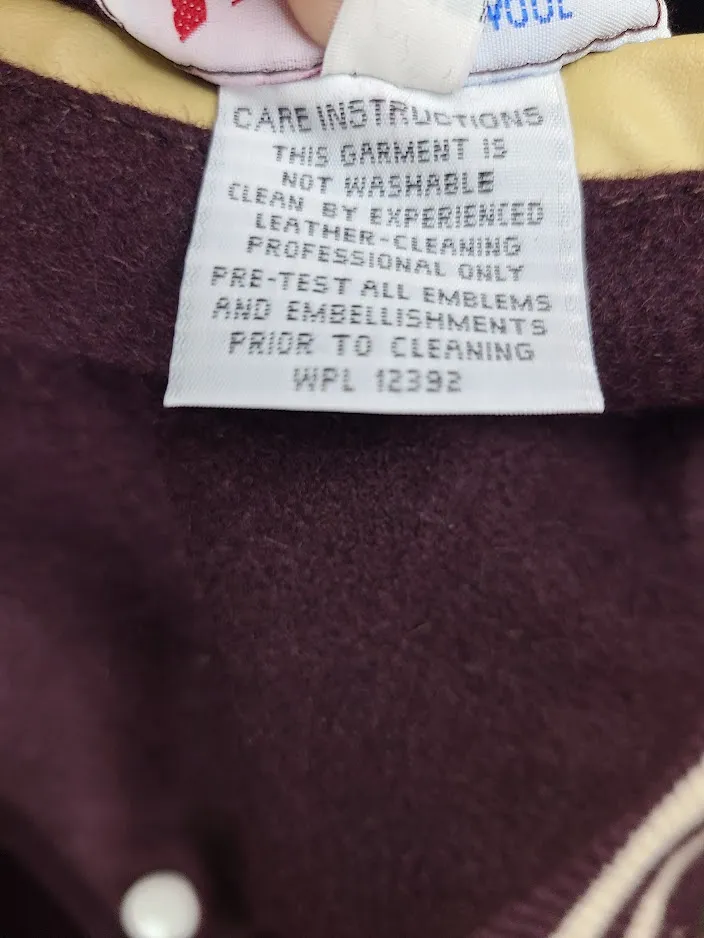 WOOL
CARE INSTRUCTIONS
THIS GARMENT IS
NOT WASHABLE
CLEAN BY EXPERIENCED
LEATHER-CLEANING
PROFESSIONAL ONLY
PRE-TEST ALL EMBLEMS
AND EMBELLISHMENTS
PRIOR TO CLEANING
WPL 12392